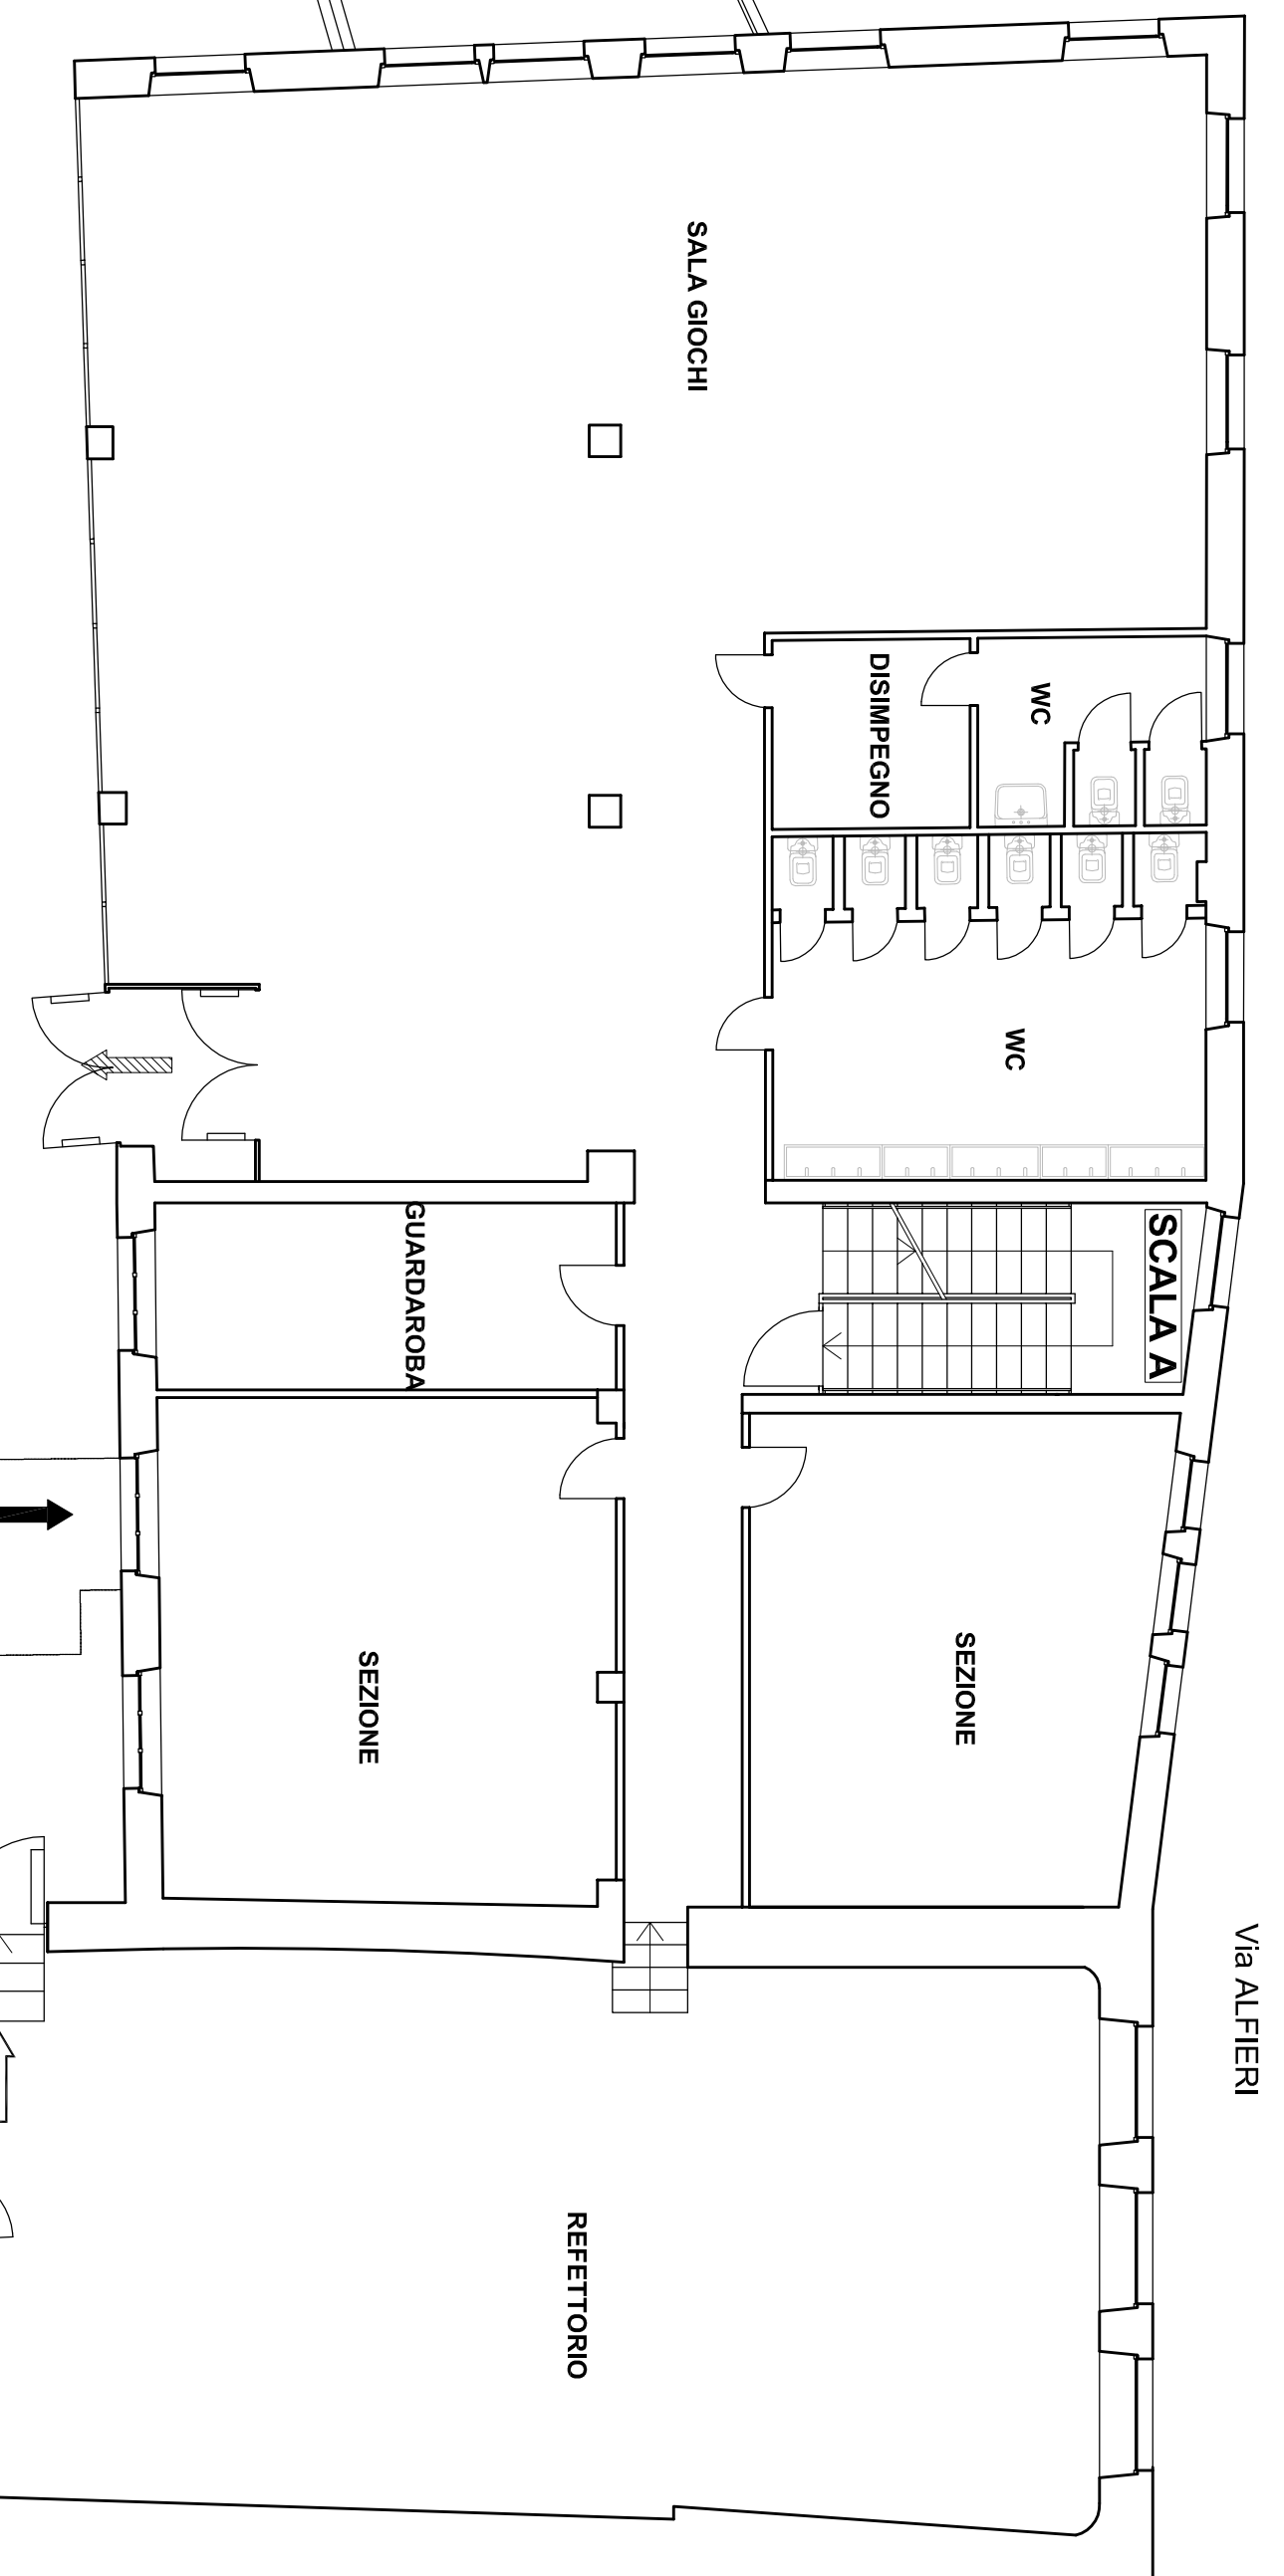 SALA GIOCHI
DISIMPEGNO
WC
WC
GUARDAROBA
SCALA A
SEZIONE
SEZIONE
Via ALFIERI
REFETTORIO